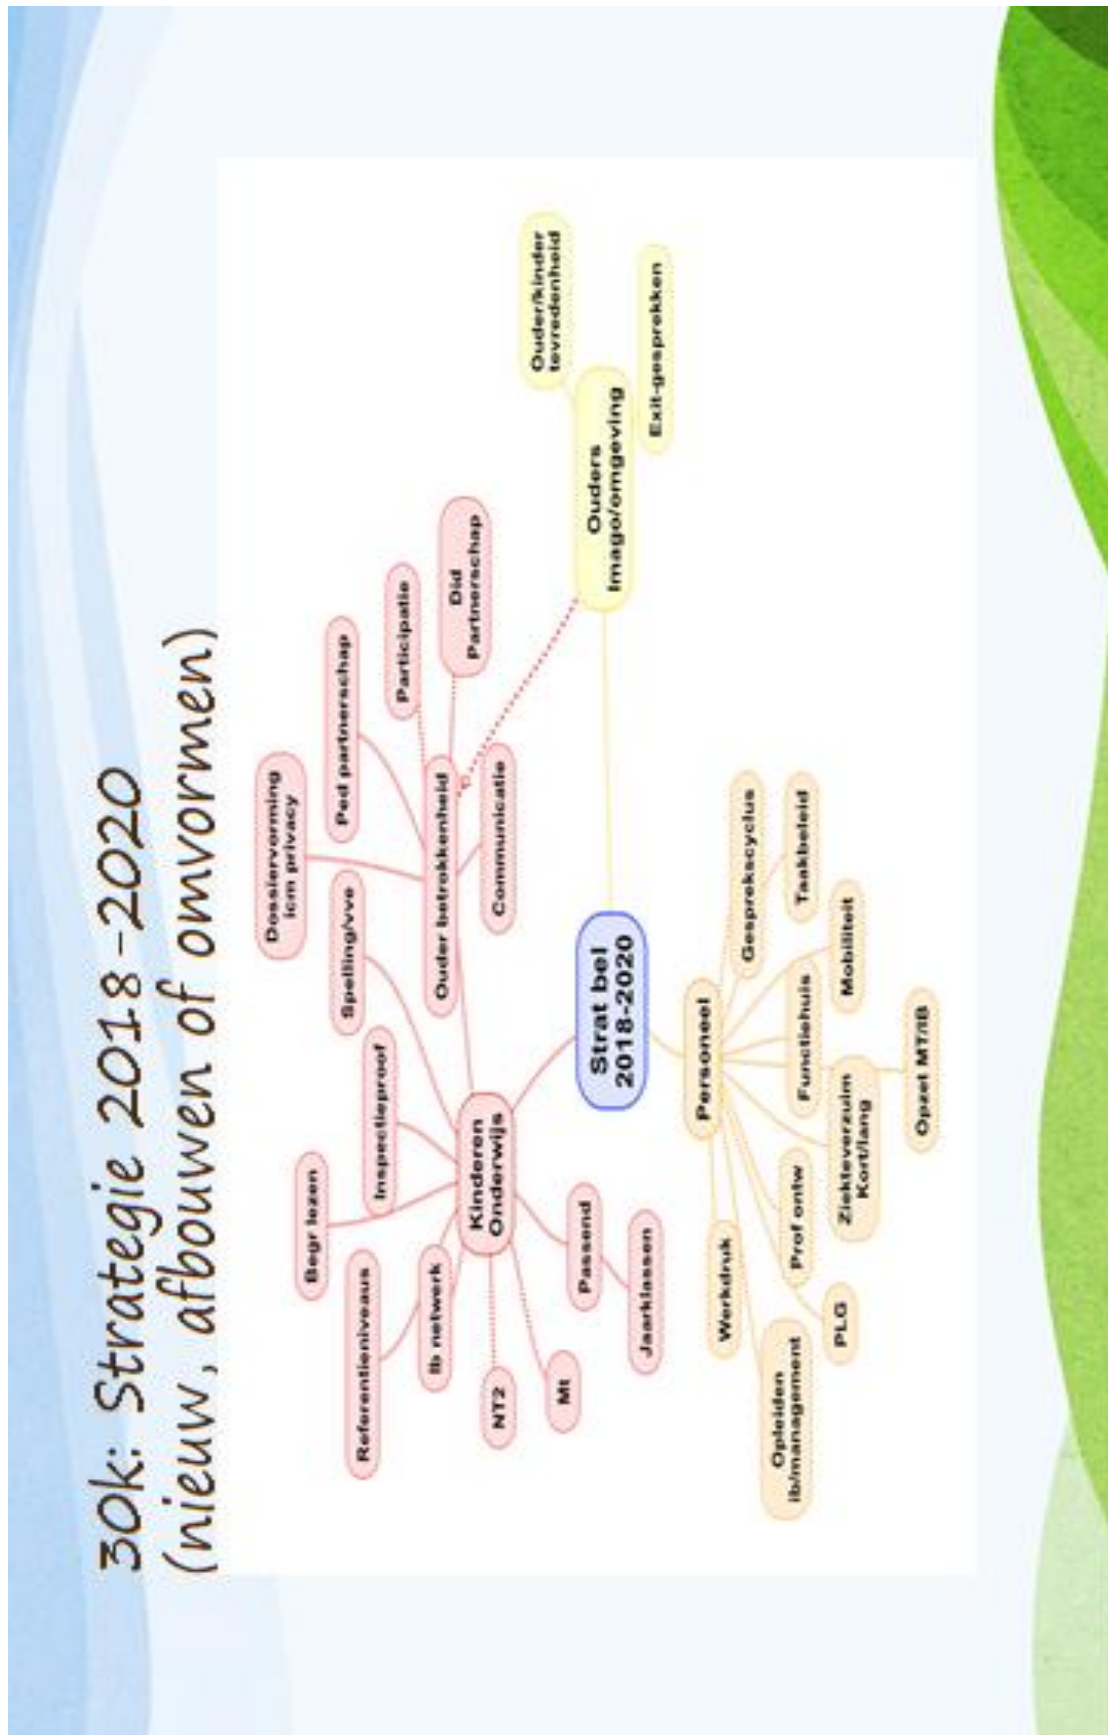 30k: Strategie 2018-2020
(nieuw, afbouwen of omvormen)
Dossiervorming
icm privacy
Begr lezen
Spelling/vve
Ped partnerschap
Referentieniveaus
Inspectieproof
Participatie
Ib netwerk
Ouder betrokkenheid
Did
Partnerschap
NT2
Kinderen
Onderwijs
Communicatie
Ouder/kinder
tevredenheid
Mt
Passend
Strat bel
2018-2020
Ouders
Imago/omgeving
Jaarklassen
Exit-gesprekken
Personeel
Werkdruk
Gesprekscyclus
Opleiden
ib/management
Prof ontw
Functiehuis
Taakbeleid
PLG
Ziekteverzuim
Kort/lang
Mobiliteit
Opzet MT/IB